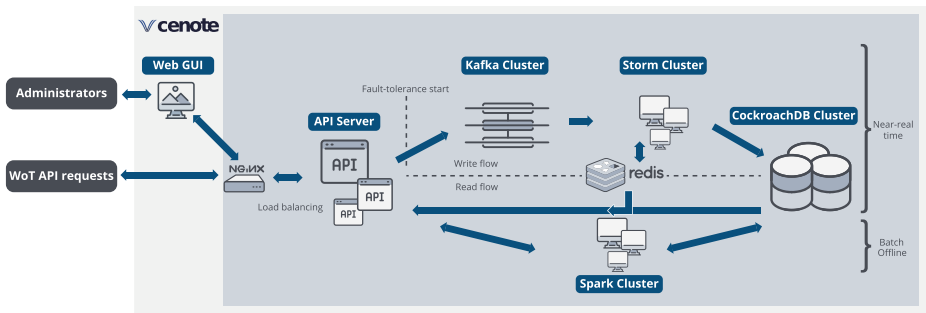 cenote
Web GUI
Administrators
WoT API requests
NGiNX
Load balancing
API Server
API
API
API
Fault-tolerance start
Kafka Cluster
Storm Cluster
CockroachDB Cluster
Write flow
Read flow
redis
Spark Cluster
Near-real
time
Batch
Offline